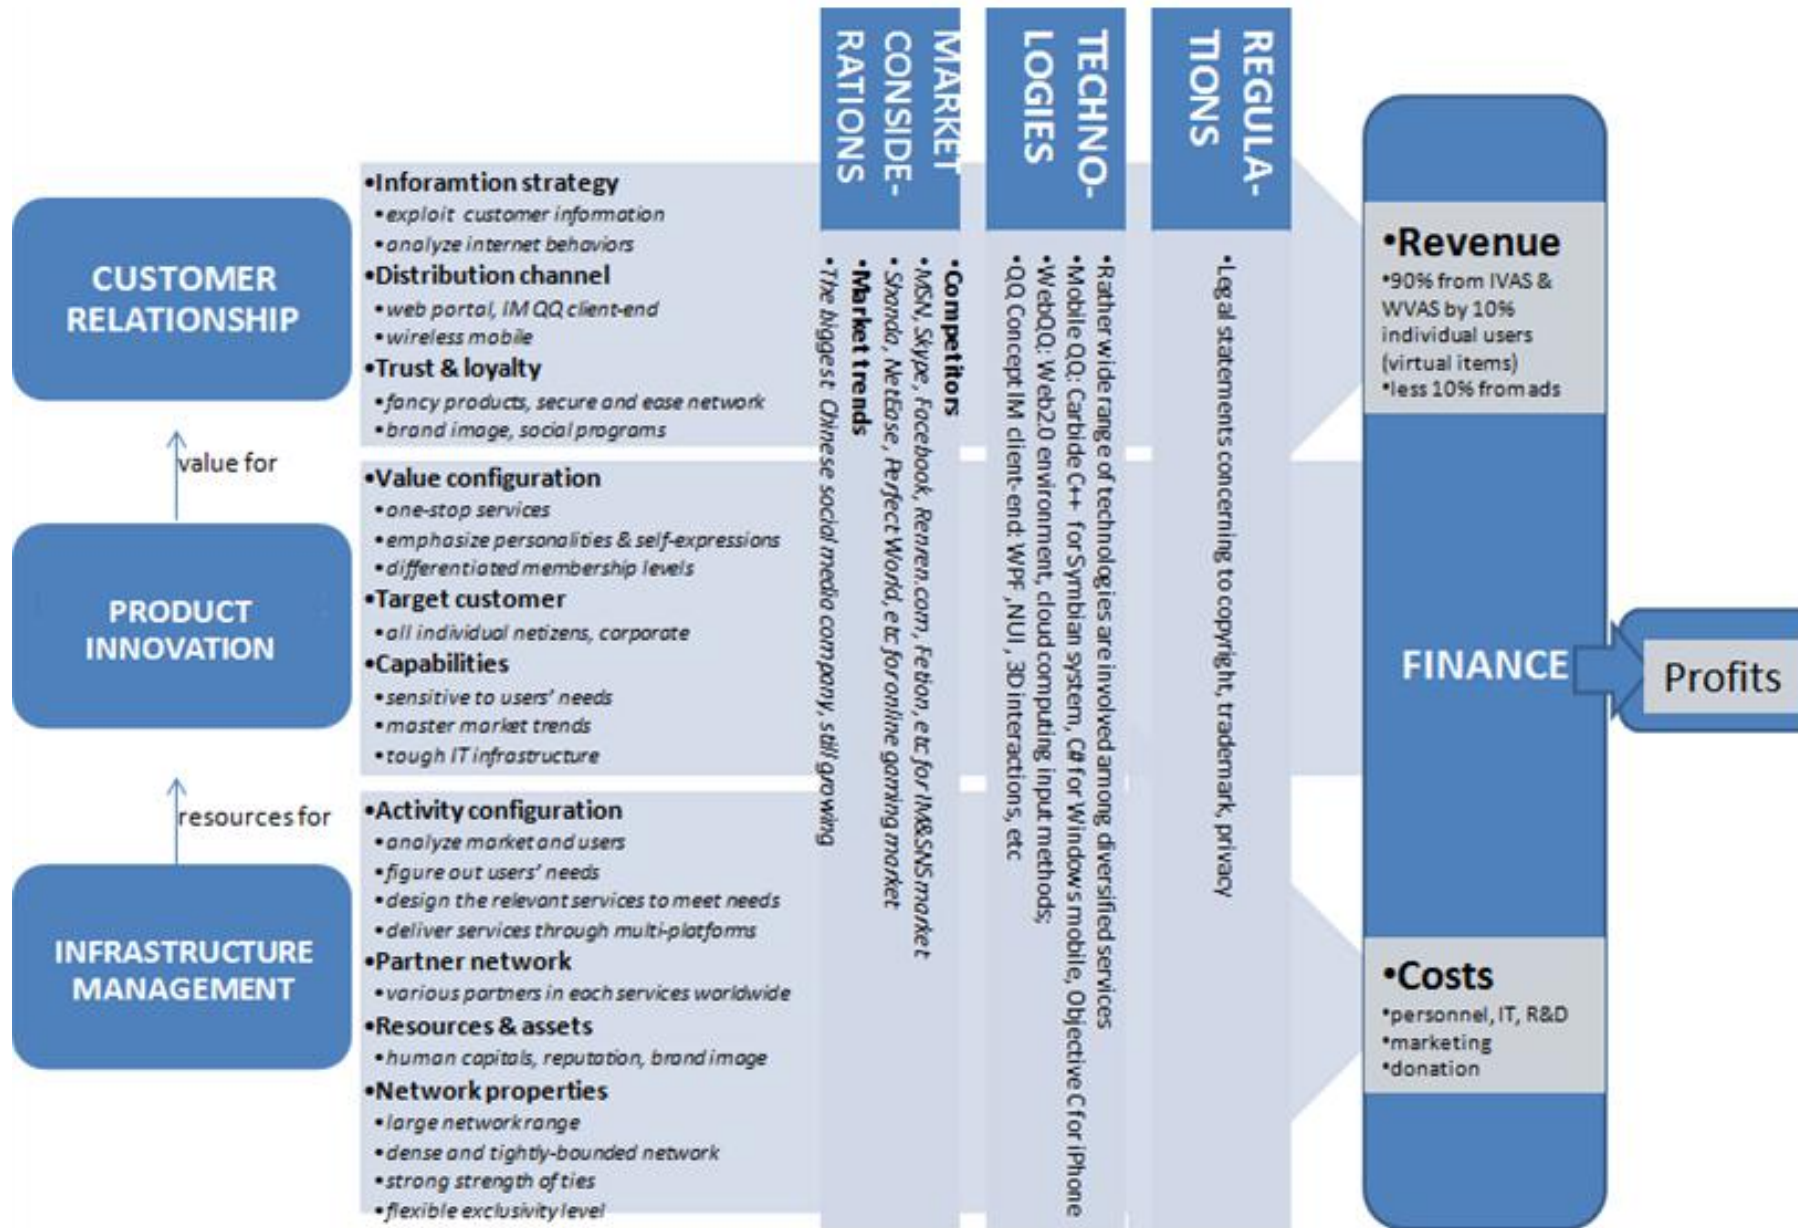 CUSTOMER
RELATIONSHIP
value for
PRODUCT
INNOVATION
resources for
INFRASTRUCTURE
MANAGEMENT
•Inforamtion strategy
•exploit customer information
•analyze internet behaviors
•Distribution channel
•web portal, IM QQ client-end
•wireless mobile
•Trust & loyalty
•fancy products, secure and ease network
•brand image, social programs
•Value configuration
•one-stop services
•emphasize personalities & self-expressions
•differentiated membership levels
•Target customer
•all individual netizens, corporate
•Capabilities
•sensitive to users' needs
•master market trends
•tough IT infrastructure
•Activity configuration
•analyze market and users
•figure out users' needs
•design the relevant services to meet needs
•deliver services through multi-platforms
•Partner network
•various partners in each services worldwide
•Resources & assets
•human capitals, reputation, brand image
•Network properties
•large network range
•dense and tightly-bounded network
•strong strength of ties
•flexible exclusivity level
MARKET
CONSIDE-
RATIONS
•Competitors
•MSN, Skype, Facebook, Renren.com, Fetion, etc for IM&SNS market
•Shanda, NetEase, Perfect World, etc for online gaming market
•Market trends
•The biggest Chinese social media company, still growing
TECHNO-
LOGIES
•Rather wide range of technologies are involved among diversified services
•Mobile QQ: Carbide C++ for Symbian system, C# for Windows mobile, Objective C for iPhone
•WebQQ: Web2.0 environment, cloud computing input methods;
•QQ Concept IM client-end: WPF ,NUI , 3D interactions, etc
REGULA-
TIONS
•Legal statements concerning to copyright, trademark, privacy
•Revenue
•90% from IVAS &
WVAS by 10%
individual users
(virtual items)
•less 10% from ads
FINANCE
•Costs
•personnel, IT, R&D
•marketing
•donation
Profits